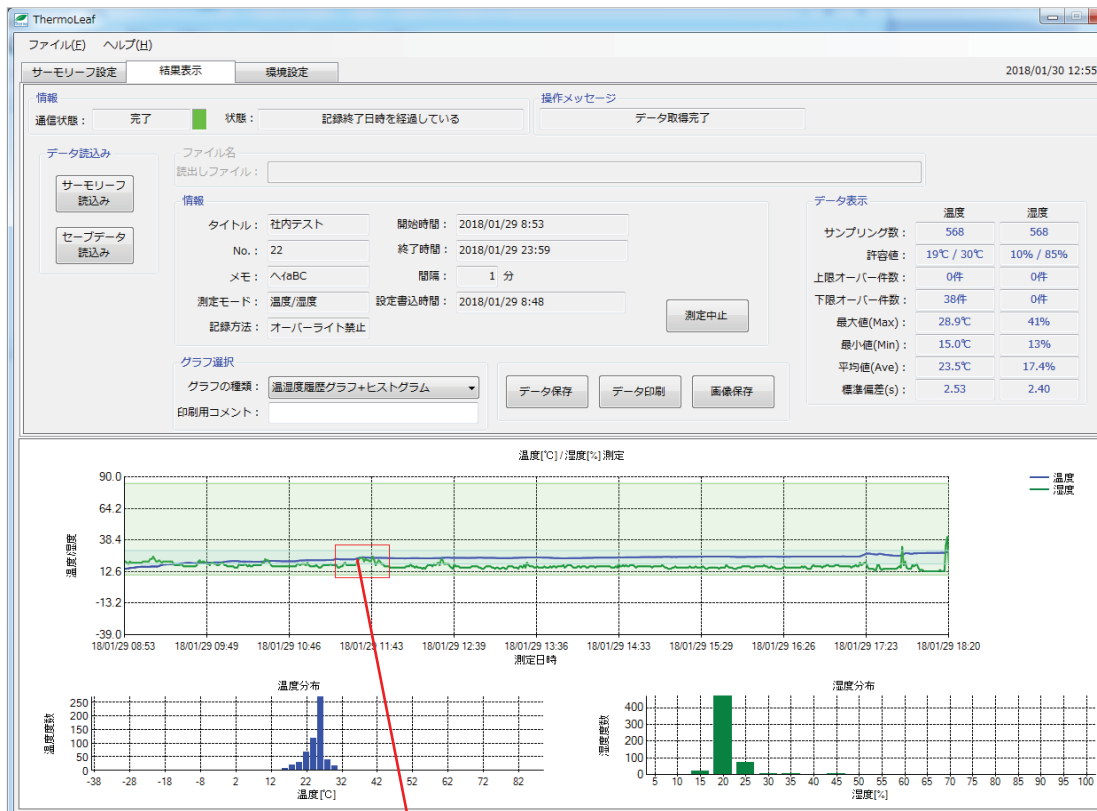 ThermoLeaf
ファイル(F) ヘルプ(H)
サーモリーフ設定 結果表示 環境設定 2018/01/30 12:55
情報 操作メッセージ
通信状態： 完了 状態： 記録終了日時を経過している データ取得完了
データ読込み
サーモリーフ
読込み
セーブデータ
読込み
ファイル名
読出しファイル：
情報
タイトル： 社内テスト 開始時間： 2018/01/29 8:53
No.： 22 終了時間： 2018/01/29 23:59
メモ： ヘイaBC 間隔： 1 分
測定モード： 温度/湿度 設定書込時間： 2018/01/29 8:48
記録方法： オーバーライト禁止
測定中止
データ表示
温度 湿度
サンプリング数： 568 568
許容値： 19℃ / 30℃ 10% / 85%
上限オーバー件数： 0件 0件
下限オーバー件数： 38件 0件
最大値(Max)： 28.9℃ 41%
最小値(Min)： 15.0℃ 13%
平均値(Ave)： 23.5℃ 17.4%
標準偏差(s)： 2.53 2.40
グラフ選択
グラフの種類： 温湿度履歴グラフ+ヒストグラム
印刷用コメント：
データ保存 データ印刷 画像保存
温度[℃] / 湿度[%] 測定
温度
湿度
温度/湿度
90.0
64.2
38.4
12.6
-13.2
-39.0
18/01/29 08:53 18/01/29 09:49 18/01/29 10:46 18/01/29 11:43 18/01/29 12:39 18/01/29 13:36 18/01/29 14:33 18/01/29 15:29 18/01/29 16:26 18/01/29 17:23 18/01/29 18:20
測定日時
温度分布
温度度数
250
200
150
100
50
0
-38 -28 -18 -8 2 12 22 32 42 52 62 72 82
温度[℃]
湿度分布
湿度度数
400
300
200
100
0
5 10 15 20 25 30 35 40 45 50 55 60 65 70 75 80 85 90 95 100
湿度[%]